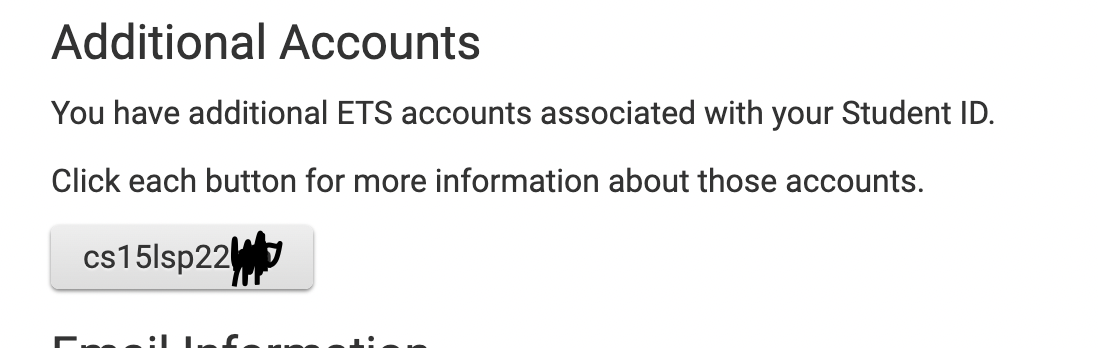 Additional Accounts
You have additional ETS accounts associated with your Student ID.
Click each button for more information about those accounts.
cs15lsp22
Email Information